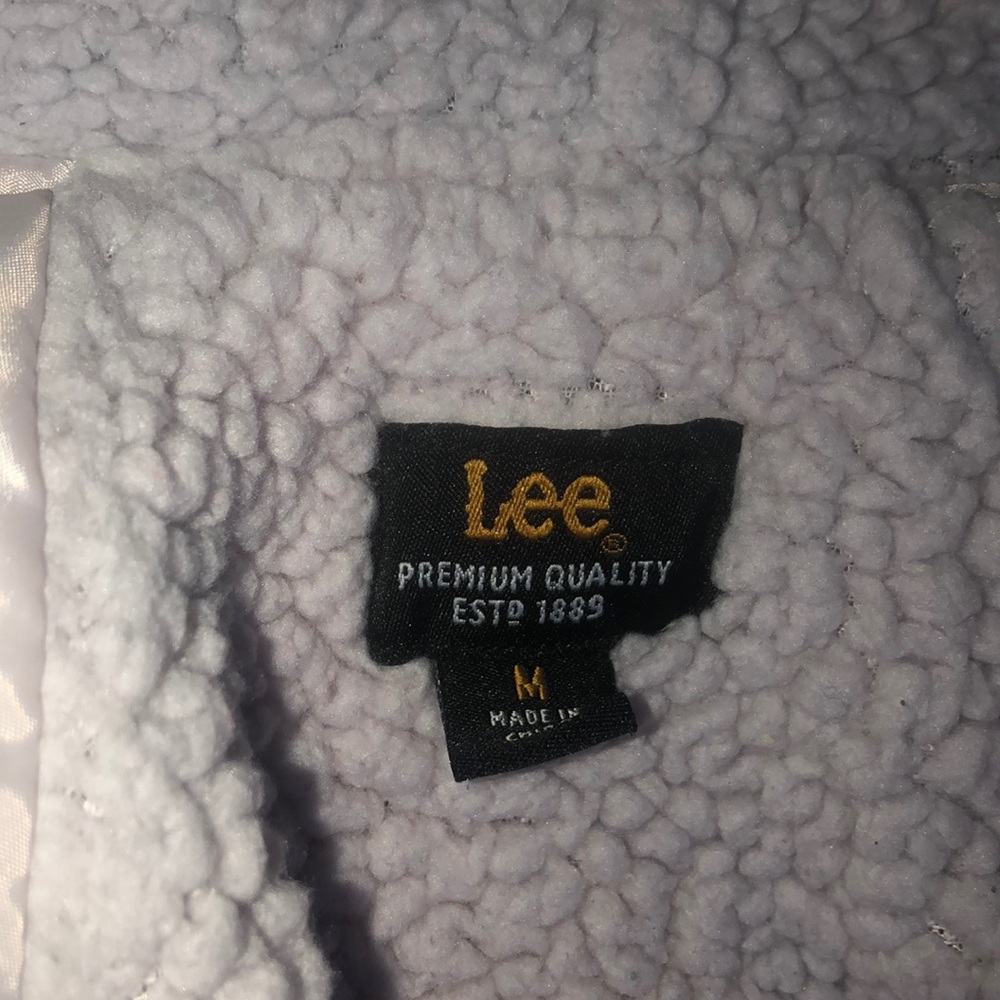 Lee®
PREMIUM QUALITY
ESTD 1889
M
MADE IN